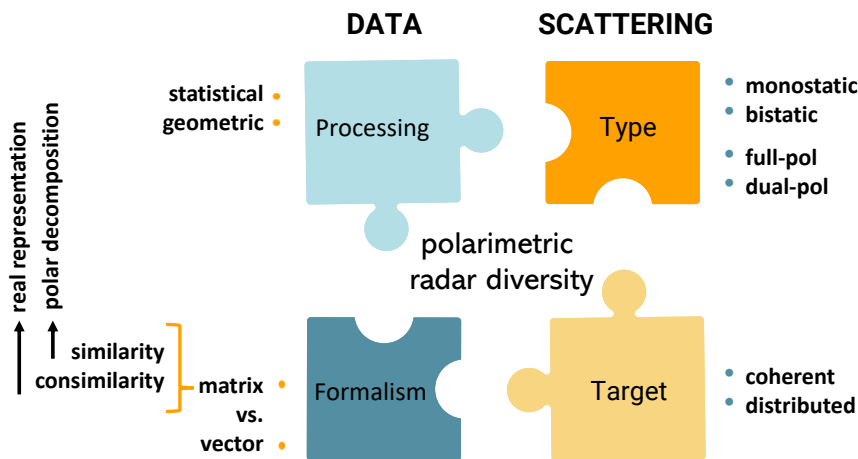 DATA
SCATTERING
statistical
geometric
Processing
Type
monostatic
bistatic
full-pol
dual-pol
real representation
polar decomposition
polarimetric
radar diversity
similarity
consimilarity
matrix
vs.
vector
Formalism
Target
coherent
distributed